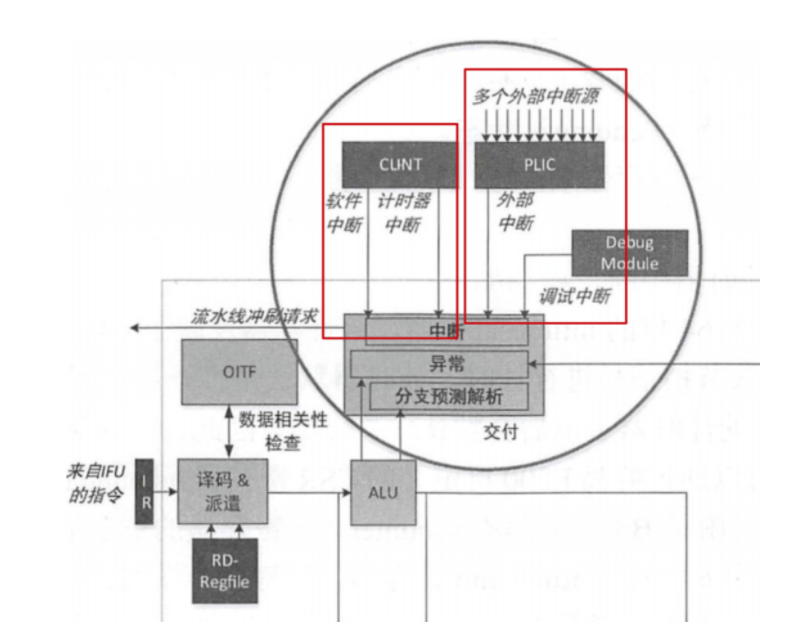 多个外部中断源
CLINT
PLIC
软件
中断
计时器
中断
外部
中断
Debug
Module
调试中断
流水线冲刷请求
中断
异常
分支预测解析
交付
OITF
数据相关性
检查
来自IFU
的指令
I
R
译码 &
派遣
ALU
RD-
Regfile